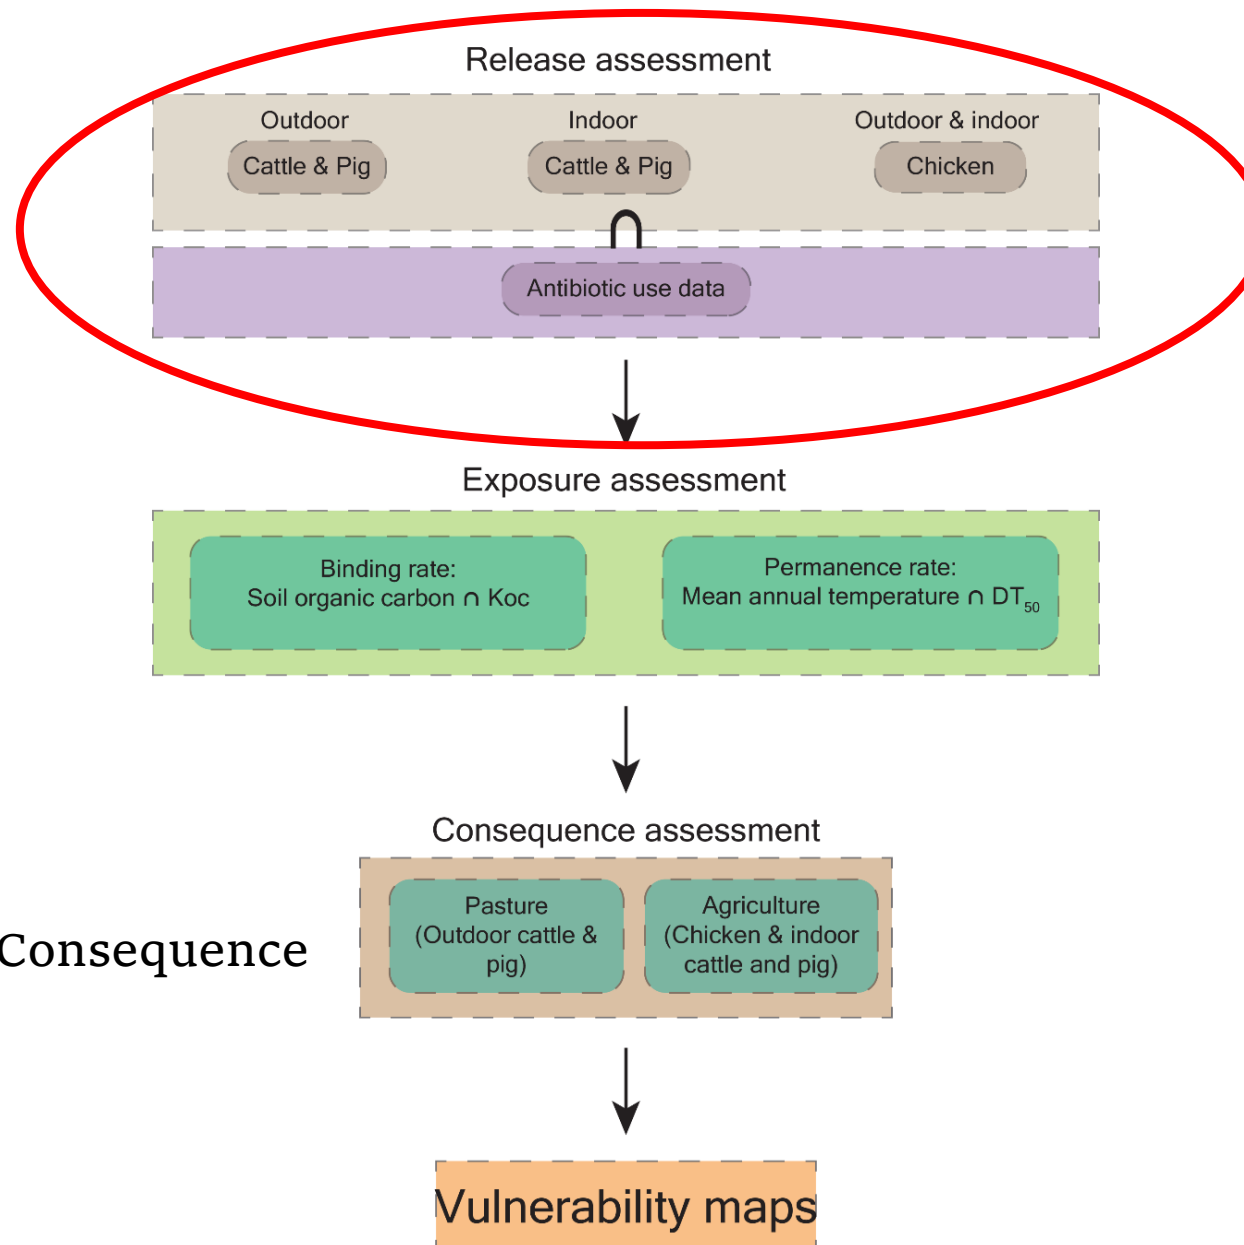 Release assessment
Outdoor
Indoor
Outdoor & indoor
Cattle & Pig
Cattle & Pig
Chicken
∩
Antibiotic use data
Exposure assessment
Binding rate:
Soil organic carbon ∩ Koc
Permanence rate:
Mean annual temperature ∩ DT50
Consequence assessment
Consequence
Pasture
(Outdoor cattle &
pig)
Agriculture
(Chicken & indoor
cattle and pig)
Vulnerability maps